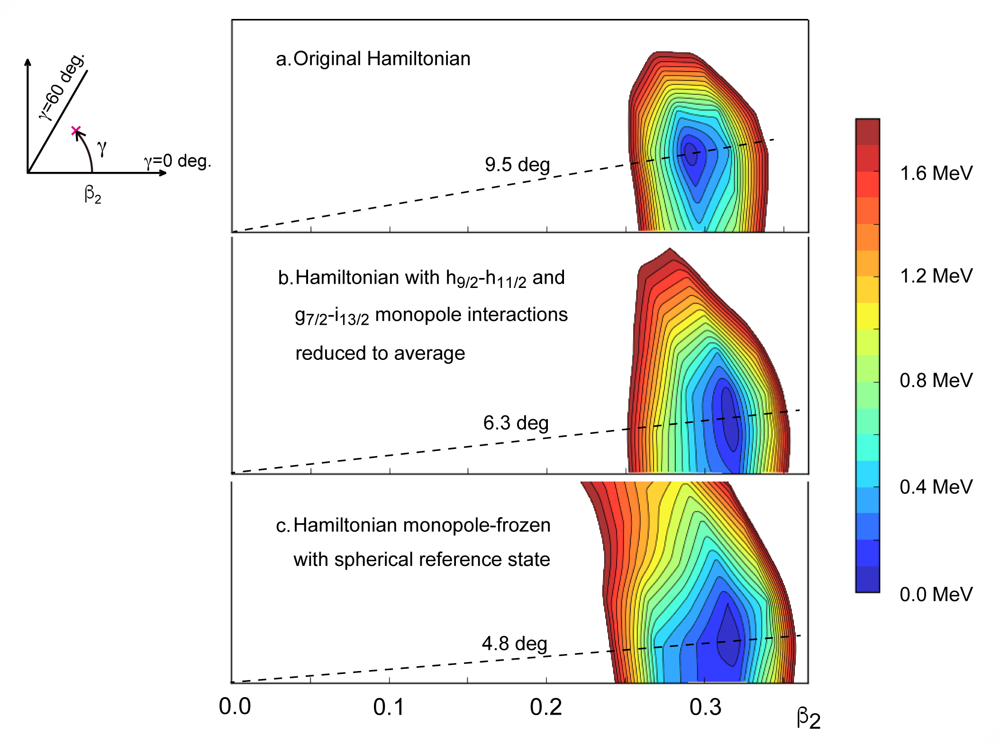 γ=60 deg.
γ
γ=0 deg.
β2
a. Original Hamiltonian
9.5 deg
b. Hamiltonian with h9/2-h11/2 and
g7/2-i13/2 monopole interactions
reduced to average
6.3 deg
c. Hamiltonian monopole-frozen
with spherical reference state
4.8 deg
0.0 0.1 0.2 0.3 β2
1.6 MeV
1.2 MeV
0.8 MeV
0.4 MeV
0.0 MeV